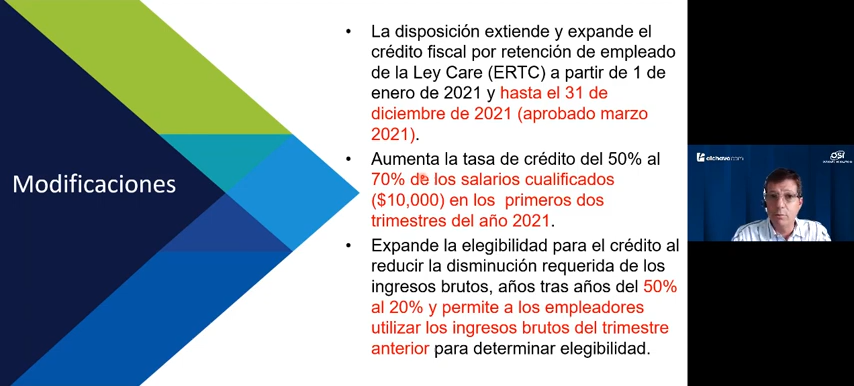 Modificaciones
• La disposición extiende y expande el
crédito fiscal por retención de empleado
de la Ley Care (ERTC) a partir de 1 de
enero de 2021 y hasta el 31 de
diciembre de 2021 (aprobado marzo
2021).
• Aumenta la tasa de crédito del 50% al
70% de los salarios cualificados
($10,000) en los primeros dos
trimestres del año 2021.
• Expande la elegibilidad para el crédito al
reducir la disminución requerida de los
ingresos brutos, años tras años del 50%
al 20% y permite a los empleadores
utilizar los ingresos brutos del trimestre
anterior para determinar elegibilidad.
elchavo.com